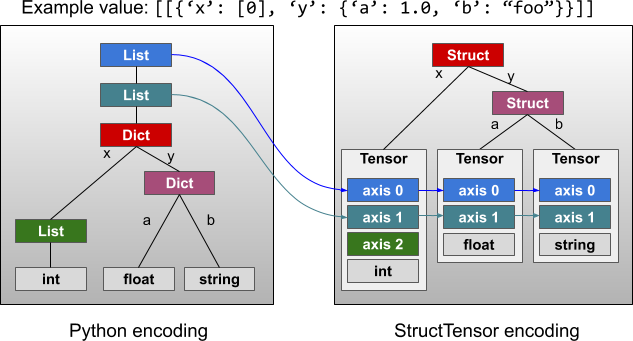 Example value: [[{‘x’: [0], ‘y’: {‘a’: 1.0, ‘b’: “foo”}}]]
List
List
Dict
x
y
Dict
a
b
List
int
float
string
Python encoding
Struct
x
y
Struct
a
b
Tensor
axis 0
axis 1
axis 2
int
Tensor
axis 0
axis 1
float
Tensor
axis 0
axis 1
string
StructTensor encoding